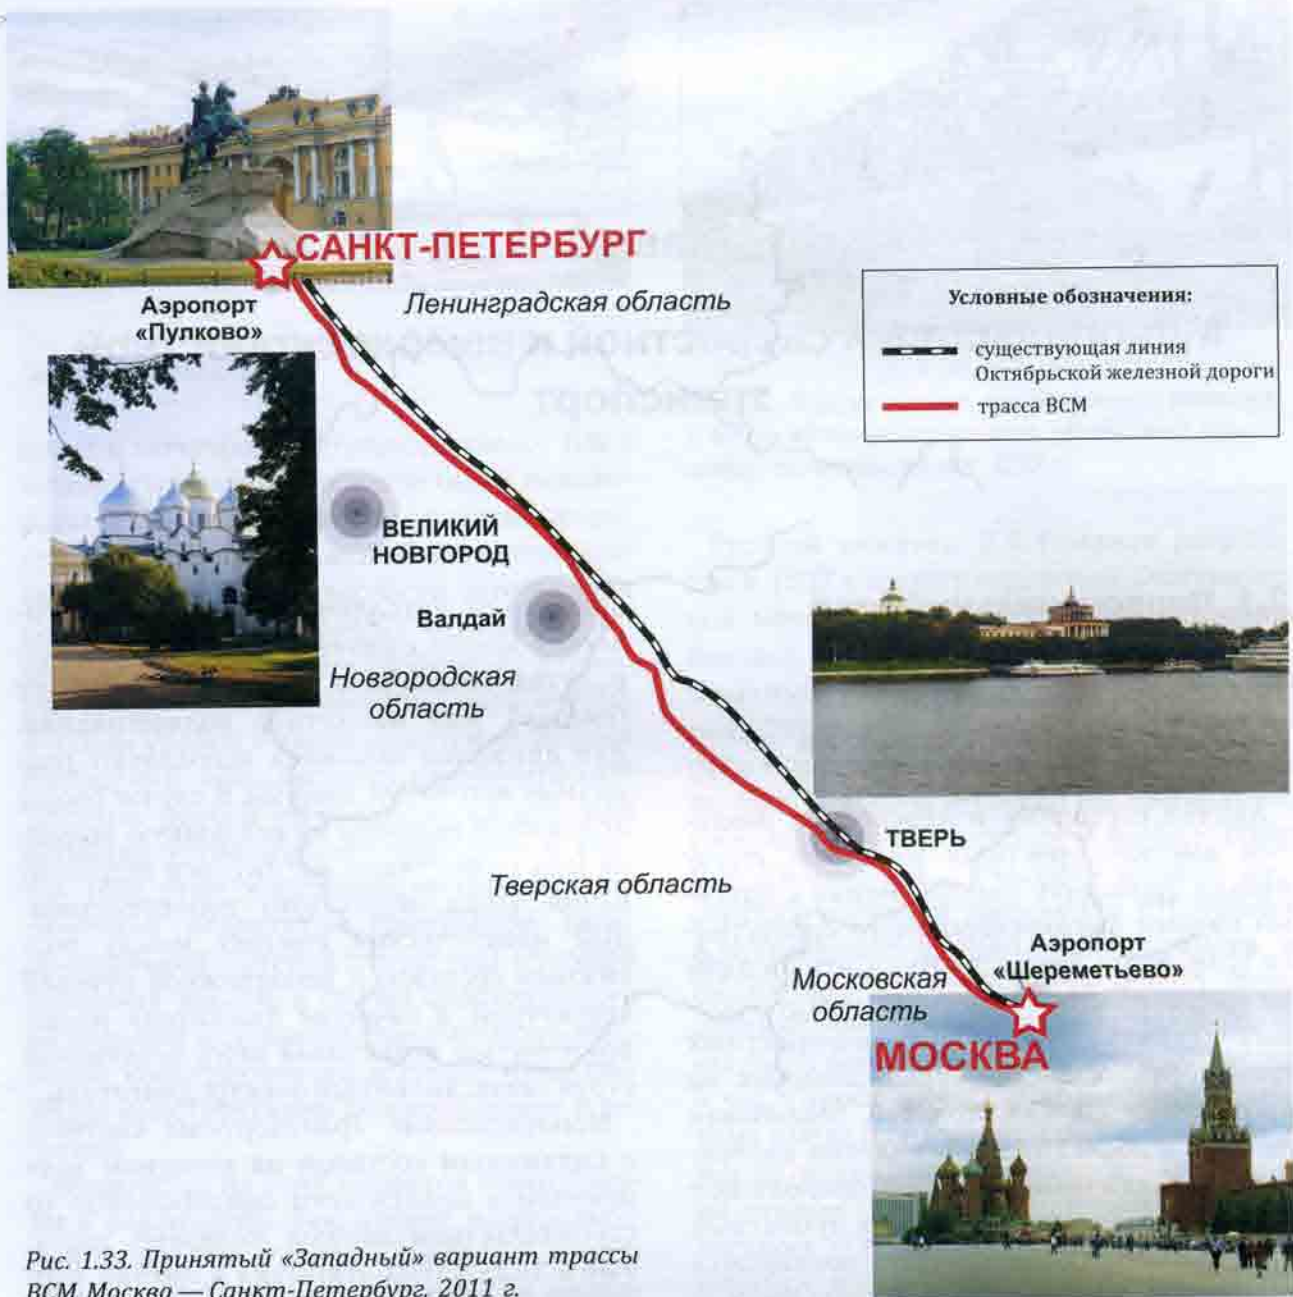 САНКТ-ПЕТЕРБУРГ
Аэропорт
«Пулково»
Ленинградская область
Условные обозначения:
существующая линия
Октябрьской железной дороги
трасса ВСМ
ВЕЛИКИЙ
НОВГОРОД
Валдай
Новгородская
область
ТВЕРЬ
Тверская область
Аэропорт
«Шереметьево»
Московская
область
МОСКВА
Рис. 1.33. Принятый «Западный» вариант трассы
ВСМ Москва — Санкт-Петербург, 2011 г.